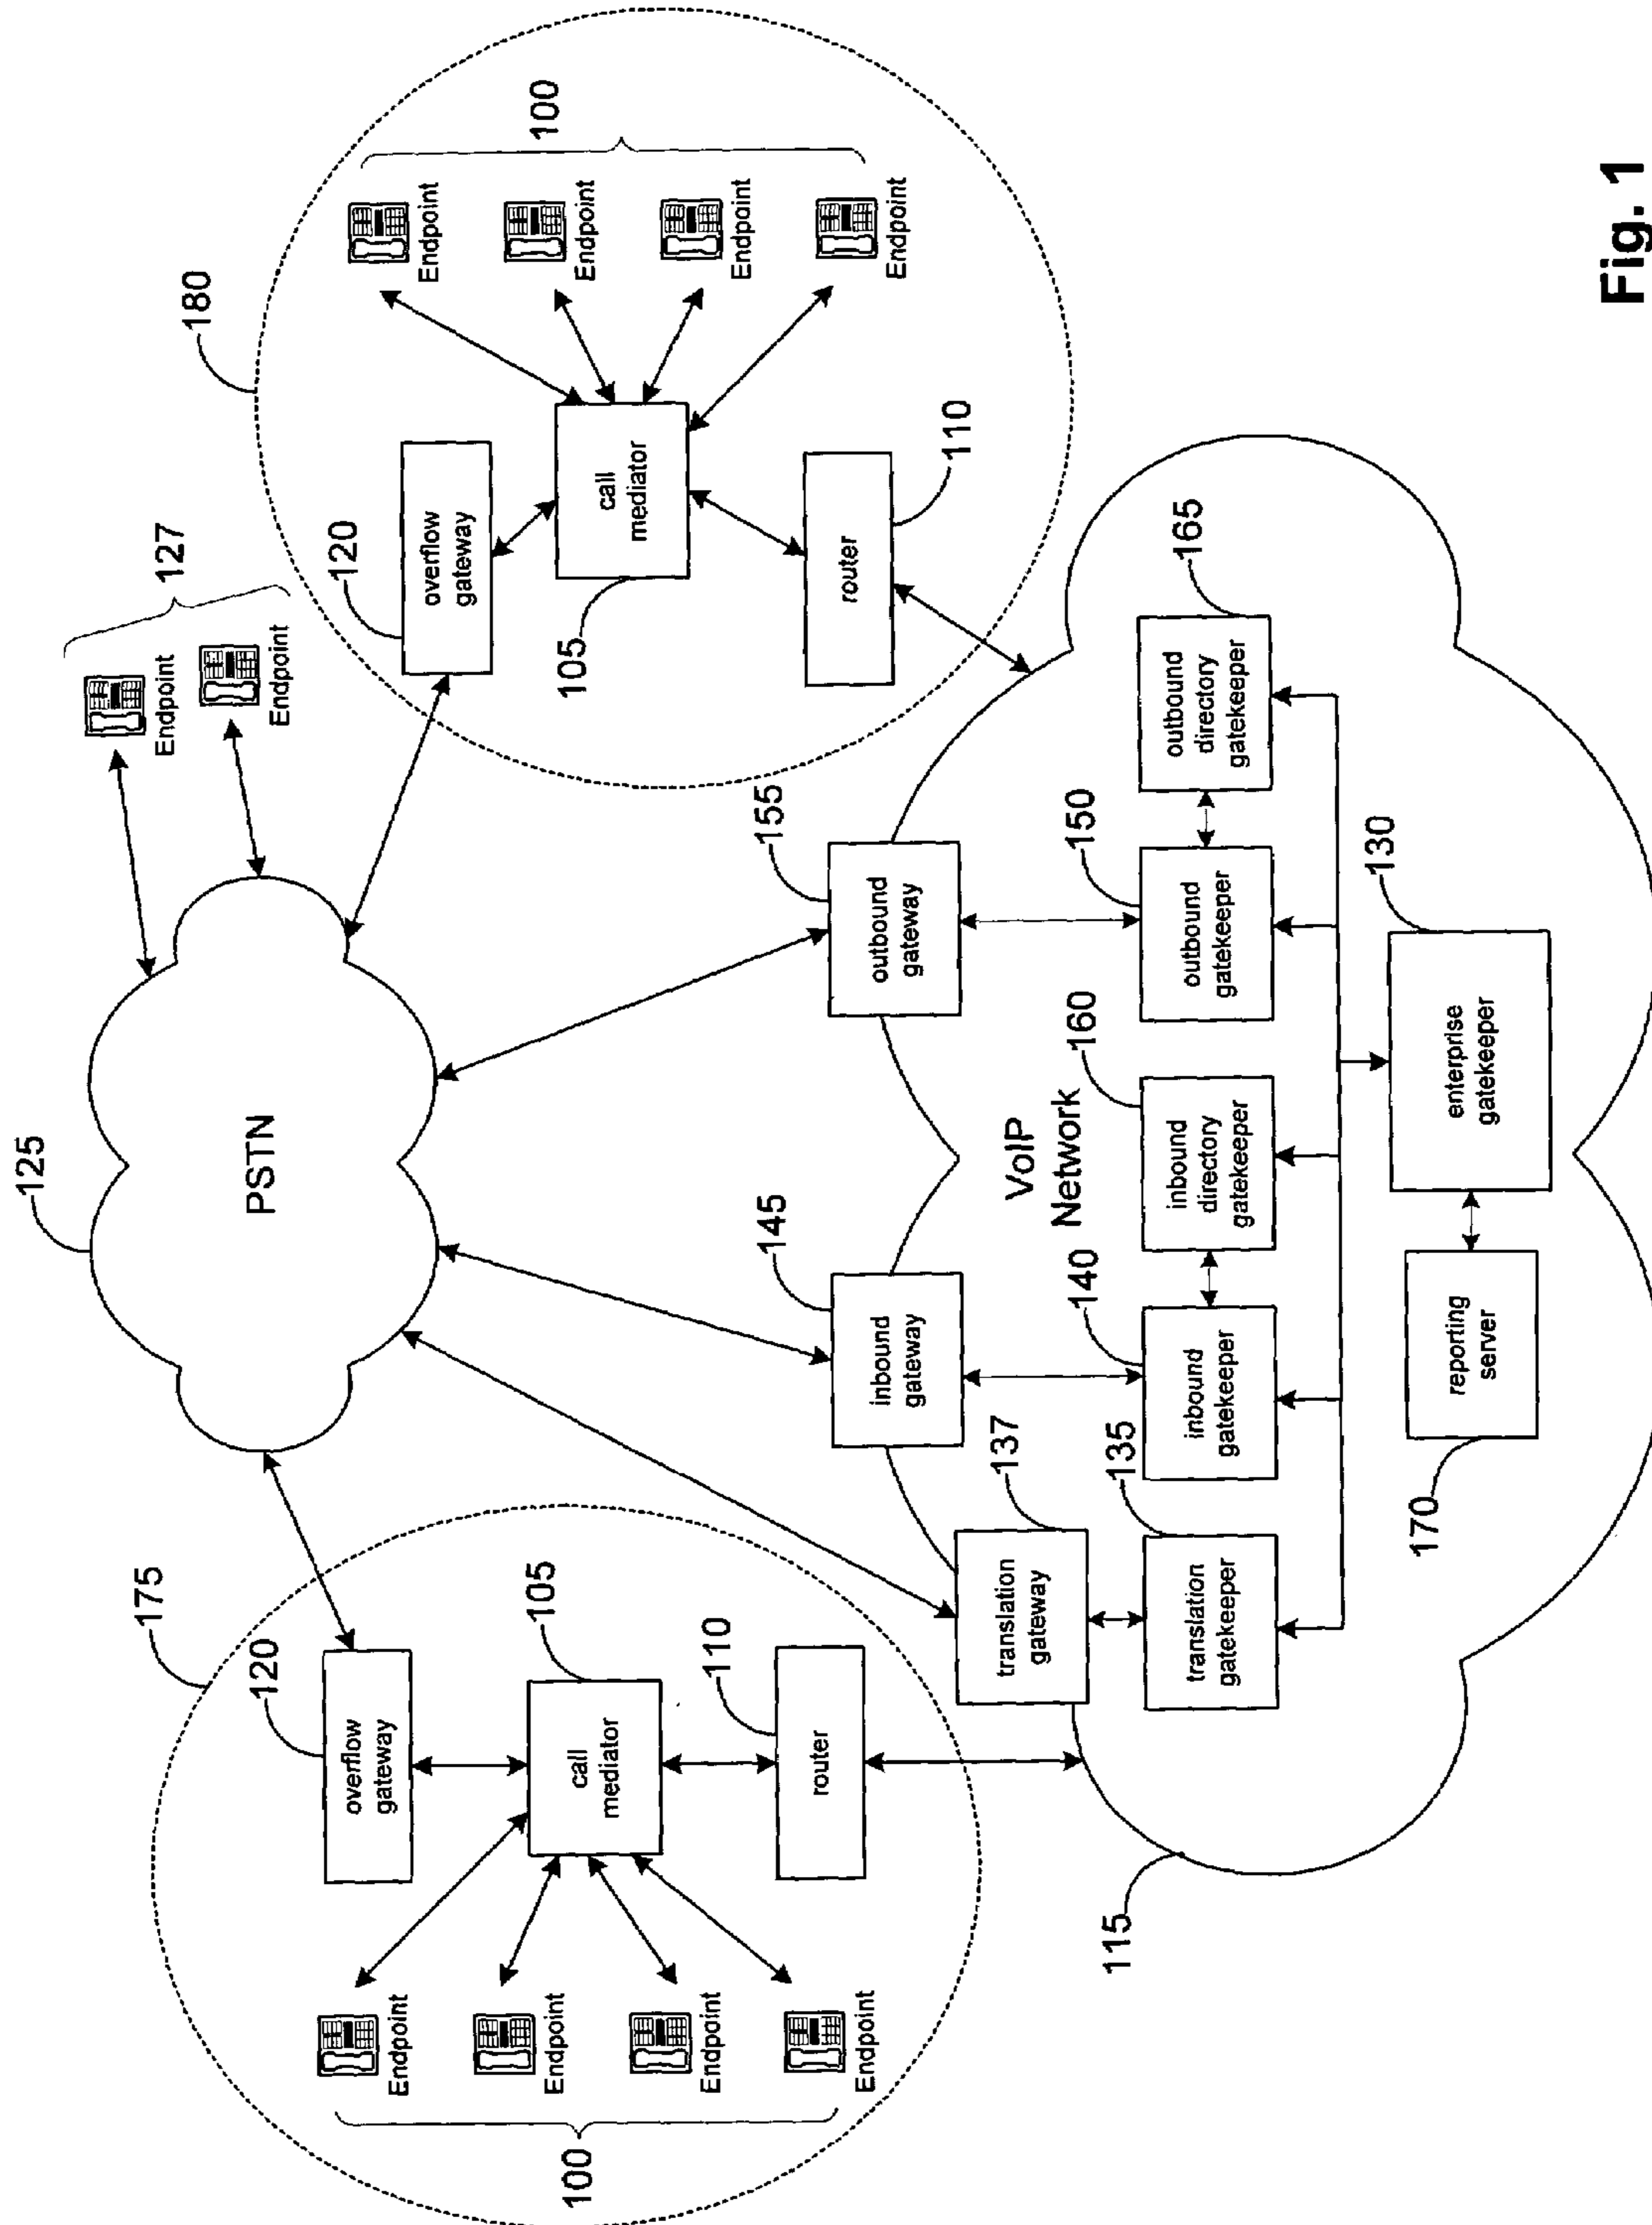 175
120
overflow
gateway
call
mediator
105
110
router
Endpoint
Endpoint
Endpoint
Endpoint
100
125
PSTN
Endpoint
Endpoint
127
180
120
overflow
gateway
call
mediator
105
110
router
Endpoint
Endpoint
Endpoint
Endpoint
100
115
VoIP
Network
translation
gateway
137
inbound
gateway
145
outbound
gateway
155
translation
gatekeeper
135
inbound
gatekeeper
140
inbound
directory
gatekeeper
160
outbound
gatekeeper
150
outbound
directory
gatekeeper
165
reporting
server
170
enterprise
gatekeeper
130
Fig. 1